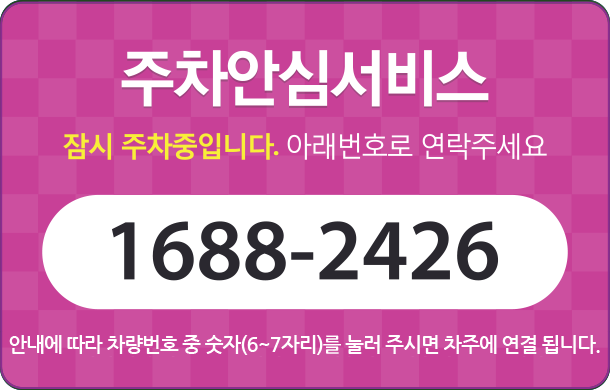 주차안심서비스
잠시 주차중입니다. 아래번호로 연락주세요
1688-2426
안내에 따라 차량번호 중 숫자(6~7자리)를 눌러 주시면 차주에 연결 됩니다.